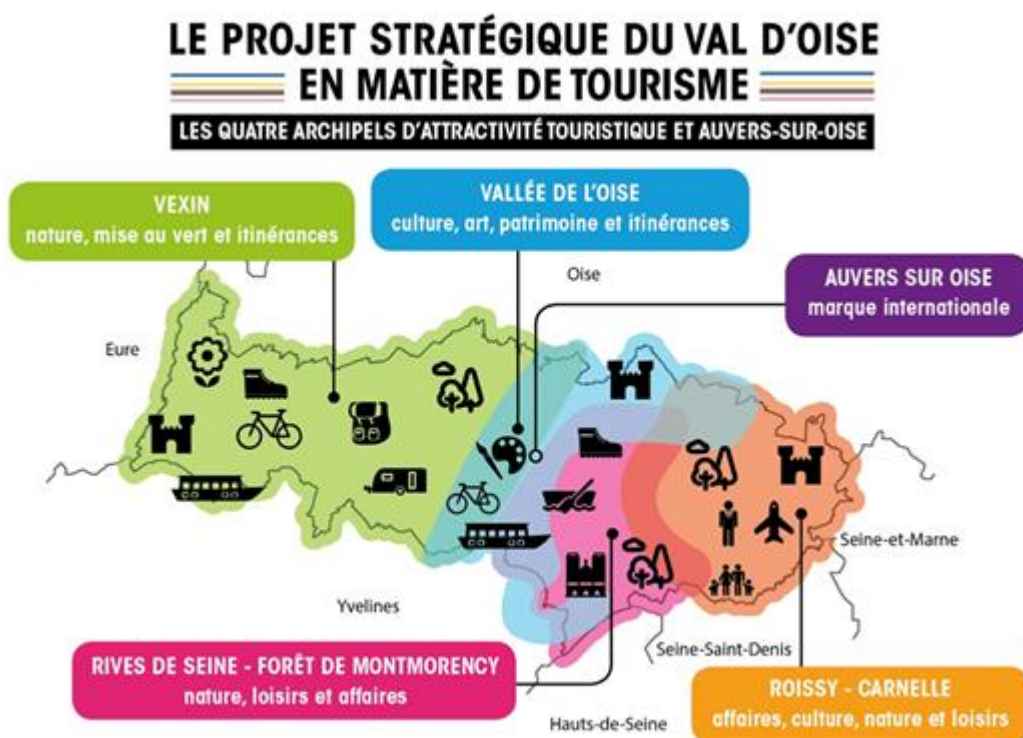 LE PROJET STRATÉGIQUE DU VAL D'OISE
EN MATIÈRE DE TOURISME
LES QUATRE ARCHIPELS D'ATTRACTIVITÉ TOURISTIQUE ET AUVERS-SUR-OISE
VEXIN
nature, mise au vert et itinérances
VALLÉE DE L'OISE
culture, art, patrimoine et itinérances
Oise
AUVERS SUR OISE
marque internationale
Eure
Seine-et-Marne
Yvelines
Seine-Saint-Denis
RIVES DE SEINE - FORÊT DE MONTMORENCY
nature, loisirs et affaires
ROISSY - CARNELLE
affaires, culture, nature et loisirs
Hauts-de-Seine